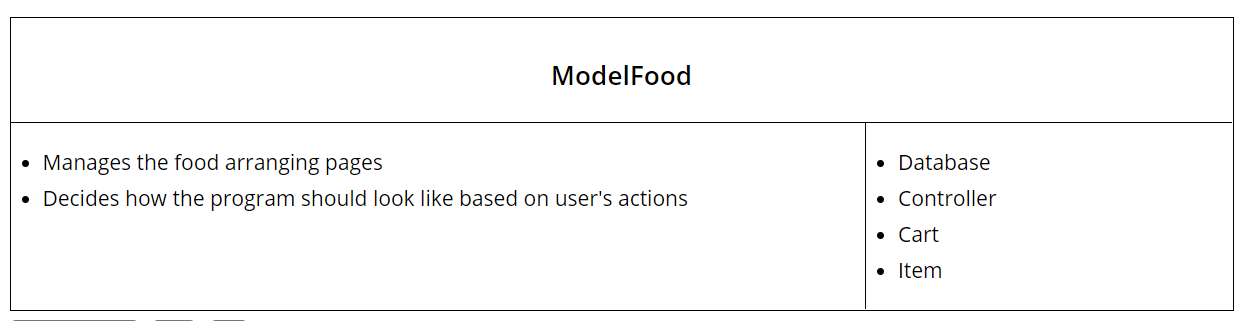 ModelFood
Manages the food arranging pages
Decides how the program should look like based on user's actions
Database
Controller
Cart
Item